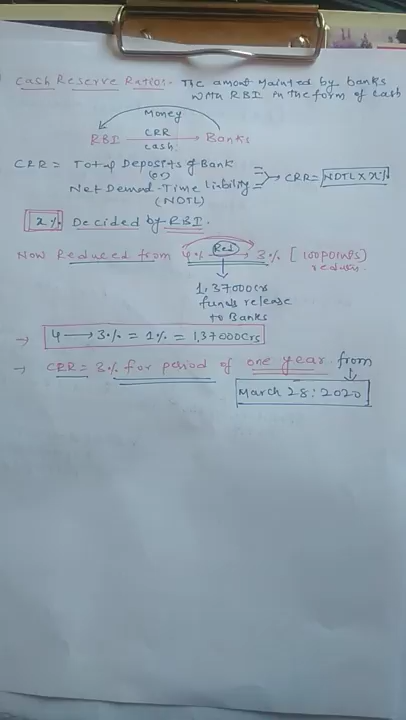 Cash Reserve Ratio:- The amont Mainted by banks
with RBI in the form of cash
Money
RBI CRR Banks
cash.
CRR = Total Deposits of Bank
(or)
Net Demad-Time liability = CRR = NDTL X x%
(NDTL)
x% Decided by RBI.
Now Reduced from 4% Red 3% [100 points]
1,37000crs
funds release
to Banks
→ 4 → 3% = 1% = 1,37000crs
→ CRR = 3% for period of one year from
March 28: 2020